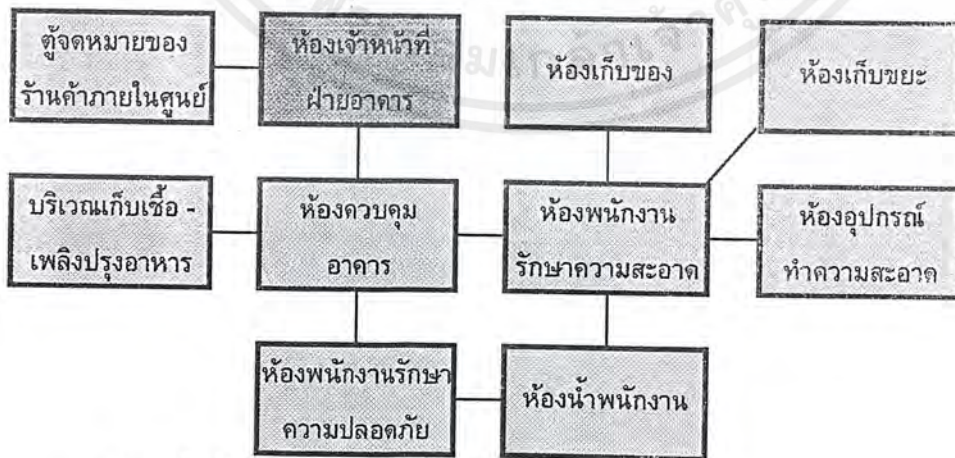 ตู้จดหมายของ
ร้านค้าภายในศูนย์
ห้องเจ้าหน้าที่
ฝ่ายอาคาร
ห้องเก็บของ
ห้องเก็บขยะ
บริเวณเก็บเชื้อ -
เพลิงปรุงอาหาร
ห้องควบคุม
อาคาร
ห้องพนักงาน
รักษาความสะอาด
ห้องอุปกรณ์
ทำความสะอาด
ห้องพนักงานรักษา
ความปลอดภัย
ห้องน้ำพนักงาน